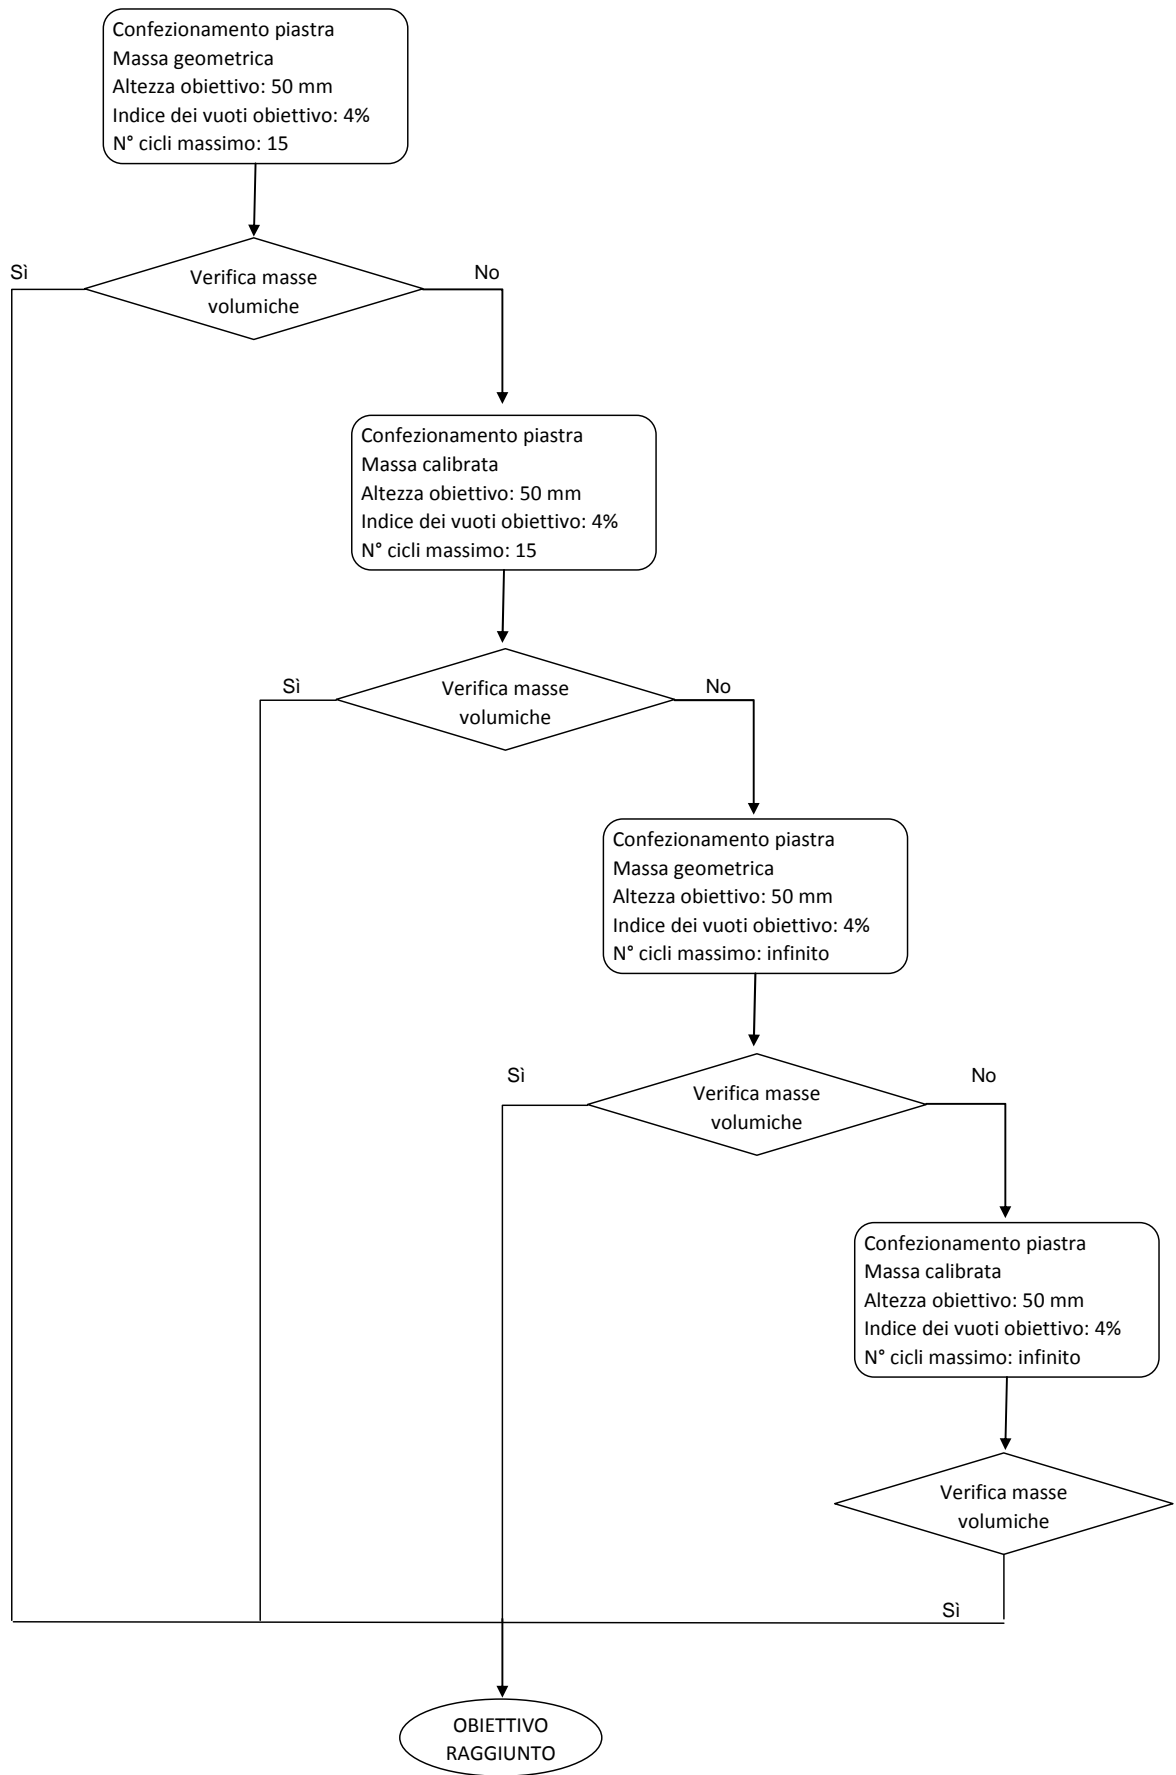 Confezionamento piastra
Massa geometrica
Altezza obiettivo: 50 mm
Indice dei vuoti obiettivo: 4%
N° cicli massimo: 15
Sì
No
Verifica masse
volumiche
Confezionamento piastra
Massa calibrata
Altezza obiettivo: 50 mm
Indice dei vuoti obiettivo: 4%
N° cicli massimo: 15
Sì
No
Verifica masse
volumiche
Confezionamento piastra
Massa geometrica
Altezza obiettivo: 50 mm
Indice dei vuoti obiettivo: 4%
N° cicli massimo: infinito
Sì
No
Verifica masse
volumiche
Confezionamento piastra
Massa calibrata
Altezza obiettivo: 50 mm
Indice dei vuoti obiettivo: 4%
N° cicli massimo: infinito
Verifica masse
volumiche
Sì
OBIETTIVO
RAGGIUNTO